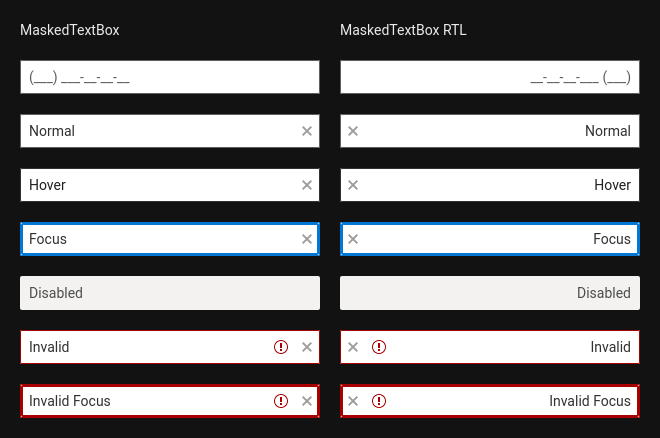 MaskedTextBox
MaskedTextBox RTL
(___) ___-__-__-__
__-__-__-___ (___)
Normal
Normal
Hover
Hover
Focus
Focus
Disabled
Disabled
Invalid
Invalid
Invalid Focus
Invalid Focus